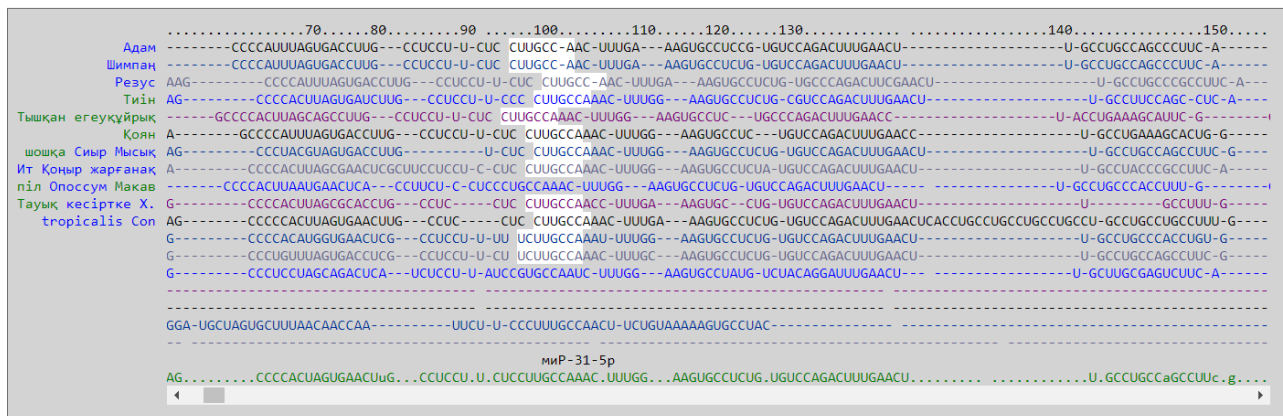 ..............70.......80.........90 ......100.........110.......120.......130...........................140..............150.....
Адам --------CCCCAUUUAGUGACCUUG---CCUCCU-U-CUC CUUGCC-AAC-UUUGA---AAGUGCCUCCG-UGUCCAGACUUUGAACU-----------------U-GCCUGCCAGCCCUUC-A-----
Шимпаң --------CCCCAUUUAGUGACCUUG---CCUCCU-U-CUC CUUGCC-AAC-UUUGA---AAGUGCCUCCG-UGUCCAGACUUUGAACU-----------------U-GCCUGCCAGCCCUUC-A-----
Резус AAG---------CCCCAUUUAGUGACCUUG---CCUCCU-U-CUC CUUGCC-AAC-UUUGA---AAGUGCCUCUG-UGCCCAGACUUCGAACU-----------------U-GCCUGCCCGCCUUC-A-----
Тиін AG---------CCCCACUUAGUGAUCUUG---CCUCCU-U-CCC CUUGCCAAAC-UUUGG---AAGUGCCUCUG-CGUCCAGACUUUGAACU-----------------U-GCCUUCCAGC-CUC-A-----
Тышқан егеуқұйрық ------GCCCCACUUAGCAGCCUUG---CCUCCU-U-CUC CUUGCCAAAC-UUUGG---AAGUGCCUC---UGCCCAGACUUUGAACC-----------------U-ACCUGAAAGCAUUC-G-----
Қоян A--------GCCCCAUUUAGUGACCUUG---CCUCCU-U-CUC CUUGCCAAAC-UUUGG---AAGUGCCUC---UGUCCAGACUUUGAACC-----------------U-GCCUGAAAGCACUG-G-----
шошқа Сиыр Мысық AG---------CCCUACGUAGUGACCUUG---------U-CUC CUUGCCAAAC-UUUGG---AAGUGCCUCUG-UGUCCAGACUUUGAACU-----------------U-GCCUGCCAGCCUUC-G-----
Ит Қоңыр жарғанақ A----------CCCCACUUAGCGAACUCGCUUCCUCCU-C-CUC CUUGCCAAAC-UUUGG---AAGUGCCUCUA-UGUCCAGACUUUGAACU-----------------U-GCCUACCCGCCUUC-A-----
піл Опоссум Макав -------CCCCACUUAAUGAACUCA---CCUUCU-C-CUCCCUGCCAAAC-UUUGG---AAGUGCCUCUG-UGUCCAGACUUUGAACU-----------------U-GCCUGCCCACCUUU-G-----
Тауық кесіртке X. G----------CCCCACUUAGCGCACCUG---CCUC-----CUC CUUGCCAACC-UUUGA---AAGUGC--CUG-UGUCCAGACUUUGAACU-----------------U---------GCCUUU-G-----
tropicalis Con AG---------CCCCCACUUAGUGAACUUG---CCUC-----CUC CUUGCCAAAC-UUUGA---AAGUGCCUCUG-UGUCCAGACUUUGAACUCACCUGCCUGCCUGCCUGCCU-GCCUGCCUGCCUUU-G-----
G---------CCCCACAUGGUGAACUCG---CCUCCU-U-UU UCUUGCCAAAU-UUUGG---AAGUGCCUCUG-UGUCCAGACUUUGAACU-----------------U-GCCUGCCACCUGU-G-----
G---------CCCUGUUUAGUGAACUUG---CCUCCU-U-CU UCUUGCCAAAC-UUUGC---AAGUGCCUCUG-UGUCCAGACUUUGAACU-----------------U-GCCUGCCAGCCUUC-G-----
G---------CCCUCCUAGCAGACUCA---UCUCCU-U-AUCCGUGCCAAUC-UUUGG---AAGUGCCUAUG-UCUACAGGAUUUGAACU-----------------U-GCUUGCGAGUCUUC-A-----
GGA-UGCUAGUGCUUUAACAACCAA---------UUCU-U-CCCUUUGCCAACU-UCUGUAAAAAGUGCCUAC-----------------
миР-31-5p
AG.........CCCCACUAGUGAACUuG...CCUCCU.U.CUCCUUGCCAAAC.UUUGG...AAGUGCCUCUG.UGUCCAGACUUUGAACU......... ............U.GCCUGCCaGCCUUc.g....